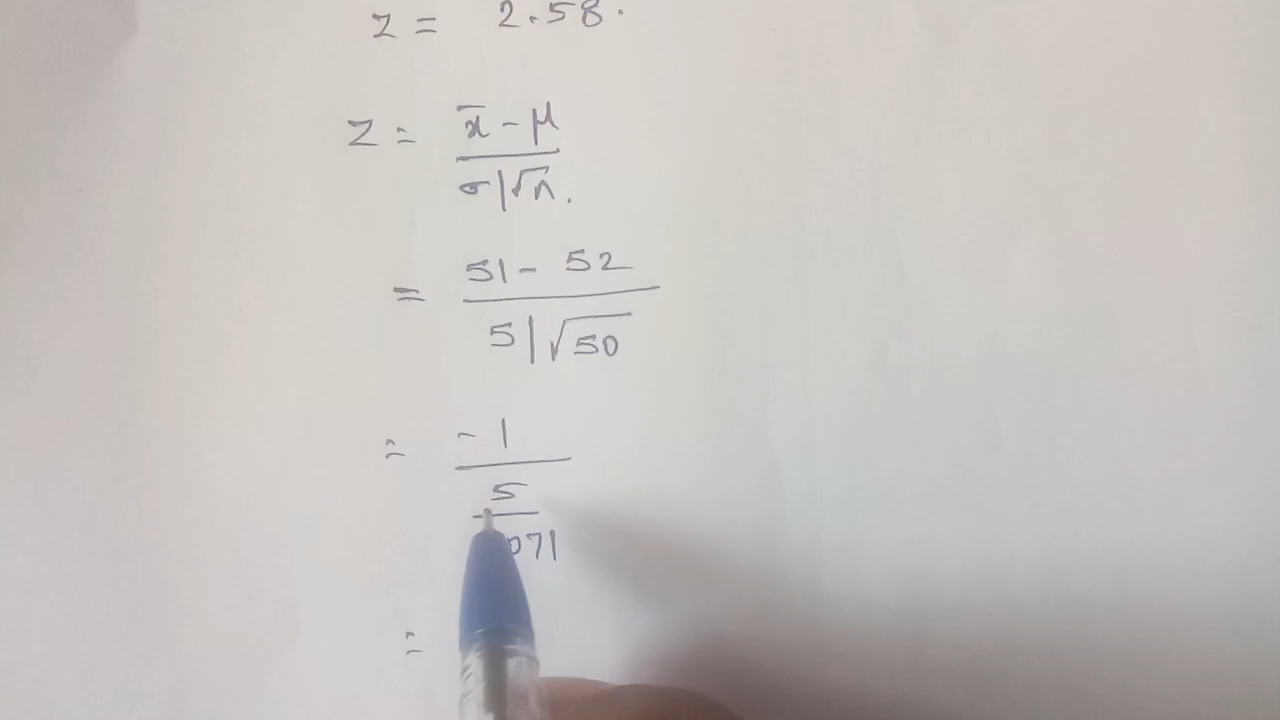 z = 2.58.
z = x̄ - μ
σ/√n.
= 51 - 52
5/√50
= -1
5
071
=